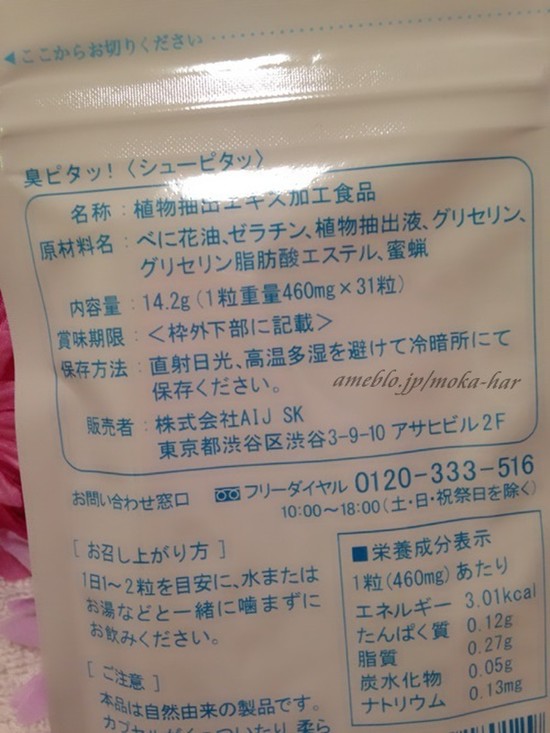 ◀ここからお切りください
臭ピタッ!〈シューピタッ〉
名称:植物抽出エキス加工食品
原材料名:べに花油、ゼラチン、植物抽出液、グリセリン、
グリセリン脂肪酸エステル、蜜蝋
内容量:14.2g(1粒重量460mg×31粒)
賞味期限:<枠外下部に記載>
保存方法:直射日光、高温多湿を避けて冷暗所にて
保存ください。
ameblo.jp/moka-har
販売者:株式会社AIJ SK
東京都渋谷区渋谷3-9-10 アサヒビル2F
お問い合わせ窓口 フリーダイヤル 0120-333-516
10:00~18:00(土・日・祝祭日を除く)
[お召し上がり方]
1日1~2粒を目安に、水または
お湯などと一緒に噛まずに
お飲みください。
[ご注意]
本品は自然由来の製品です。
カプセルがくっついたり、柔ら
■栄養成分表示
1粒(460mg)あたり
エネルギー 3.01kcal
たんぱく質 0.12g
脂質 0.27g
炭水化物 0.05g
ナトリウム 0.13mg